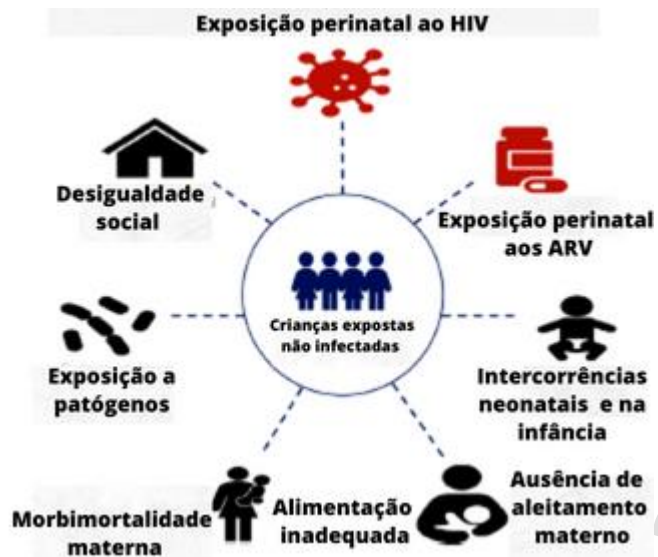 Exposição perinatal ao HIV
Desigualdade
social
Exposição perinatal
aos ARV
Crianças expostas
não infectadas
Exposição a
patógenos
Intercorrências
neonatais e na
infância
Morbimortalidade
materna
Alimentação
inadequada
Ausência de
aleitamento
materno